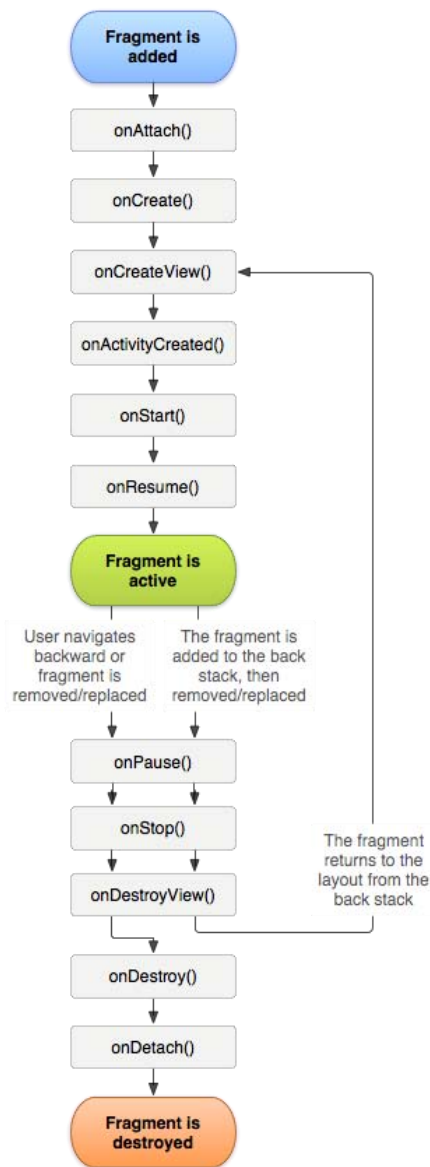 Fragment is
added
onAttach()
onCreate()
onCreateView()
onActivityCreated()
onStart()
onResume()
Fragment is
active
User navigates
backward or
fragment is
removed/replaced
The fragment is
added to the back
stack, then
removed/replaced
onPause()
onStop()
onDestroyView()
The fragment
returns to the
layout from the
back stack
onDestroy()
onDetach()
Fragment is
destroyed